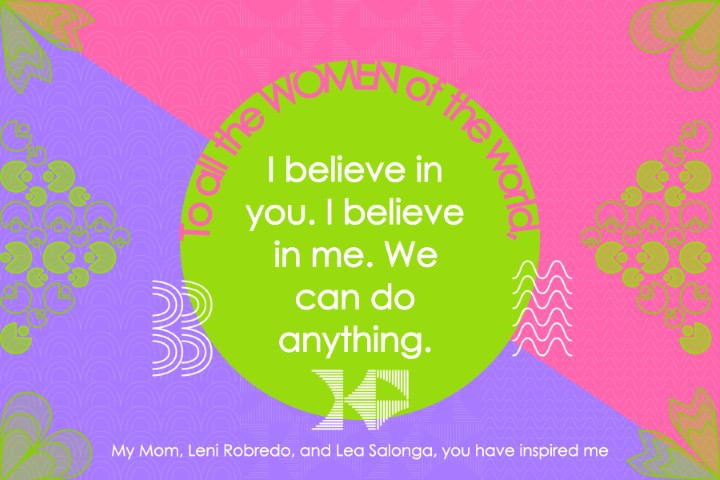 To all the WOMEN of the world,
I believe in
you. I believe
in me. We
can do
anything.
My Mom, Leni Robredo, and Lea Salonga, you have inspired me